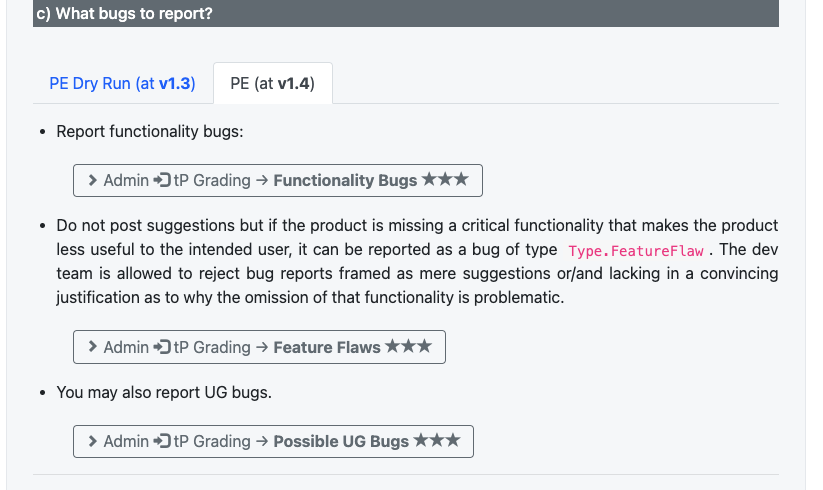 c) What bugs to report?
PE Dry Run (at v1.3)
PE (at v1.4)
• Report functionality bugs:
Admin tP Grading → Functionality Bugs ★★★
• Do not post suggestions but if the product is missing a critical functionality that makes the product
less useful to the intended user, it can be reported as a bug of type Type.FeatureFlaw . The dev
team is allowed to reject bug reports framed as mere suggestions or/and lacking in a convincing
justification as to why the omission of that functionality is problematic.
Admin tP Grading → Feature Flaws ★★★
• You may also report UG bugs.
Admin tP Grading → Possible UG Bugs ★★★